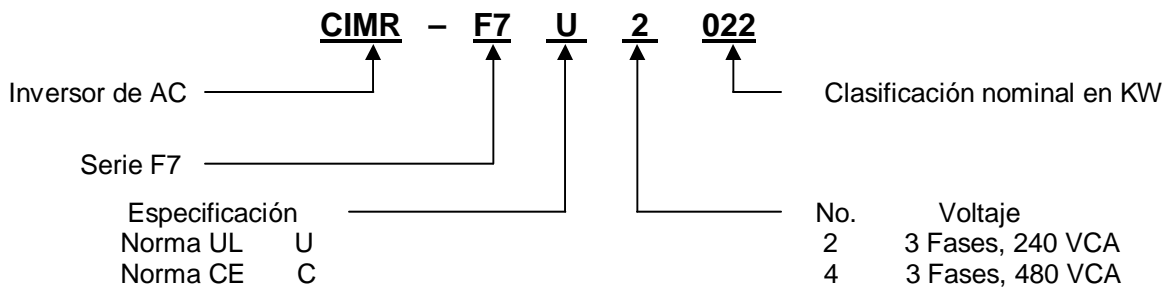 CIMR – F7 U 2 022
Inversor de AC
Clasificación nominal en KW
Serie F7
Especificación
Norma UL U
Norma CE C
No. Voltaje
2 3 Fases, 240 VCA
4 3 Fases, 480 VCA